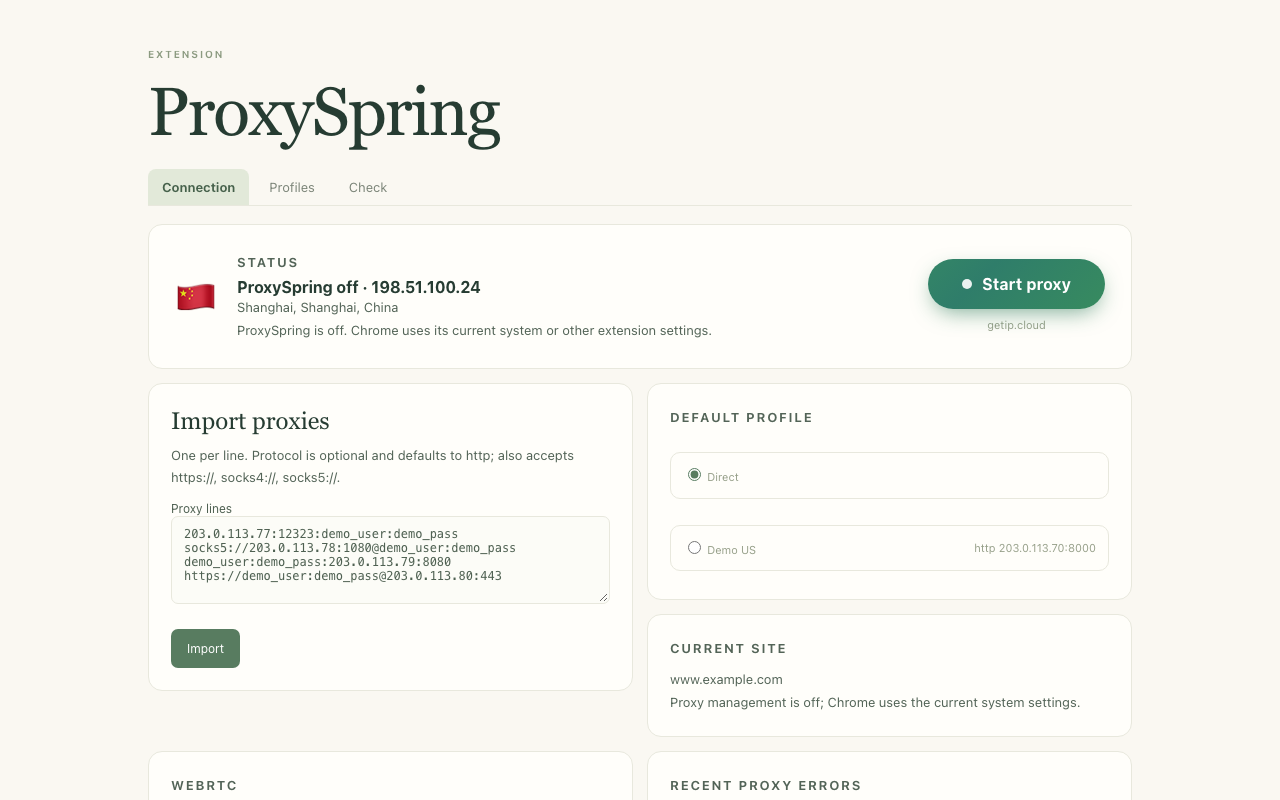 EXTENSION
ProxySpring
Connection
Profiles
Check
STATUS
ProxySpring off · 198.51.100.24
Shanghai, Shanghai, China
ProxySpring is off. Chrome uses its current system or other extension settings.
Start proxy
getip.cloud
Import proxies
One per line. Protocol is optional and defaults to http; also accepts
https://, socks4://, socks5://.
Proxy lines
203.0.113.77:12323:demo_user:demo_pass
socks5://203.0.113.78:1080@demo_user:demo_pass
demo_user:demo_pass:203.0.113.79:8080
https://demo_user:demo_pass@203.0.113.80:443
Import
DEFAULT PROFILE
Direct
Demo US
http 203.0.113.70:8000
CURRENT SITE
www.example.com
Proxy management is off; Chrome uses the current system settings.
WEBRTC
RECENT PROXY ERRORS